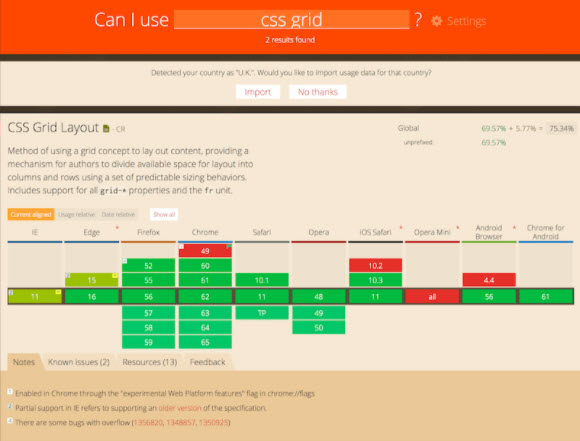 Can I use css grid ? Settings
2 results found
Detected your country as "U.K.". Would you like to import usage data for that country?
Import No thanks
CSS Grid Layout - CR
Global 69.57% + 5.77% = 75.34%
unprefixed: 69.57%
Method of using a grid concept to lay out content, providing a
mechanism for authors to divide available space for layout into
columns and rows using a set of predictable sizing behaviors.
Includes support for all grid-* properties and the fr unit.
Current aligned Usage relative Date relative Show all
IE Edge * Firefox Chrome Safari Opera iOS Safari * Opera Mini * Android Browser * Chrome for Android
49
52 60 10.2
15 55 61 10.1 10.3 4.4
11 16 56 62 11 48 11 all 56 61
57 63 TP 49
58 64 50
59 65
Notes Known issues (2) Resources (13) Feedback
1 Enabled in Chrome through the "experimental Web Platform features" flag in chrome://flags
2 Partial support in IE refers to supporting an older version of the specification.
4 There are some bugs with overflow (1356820, 1348857, 1350925)